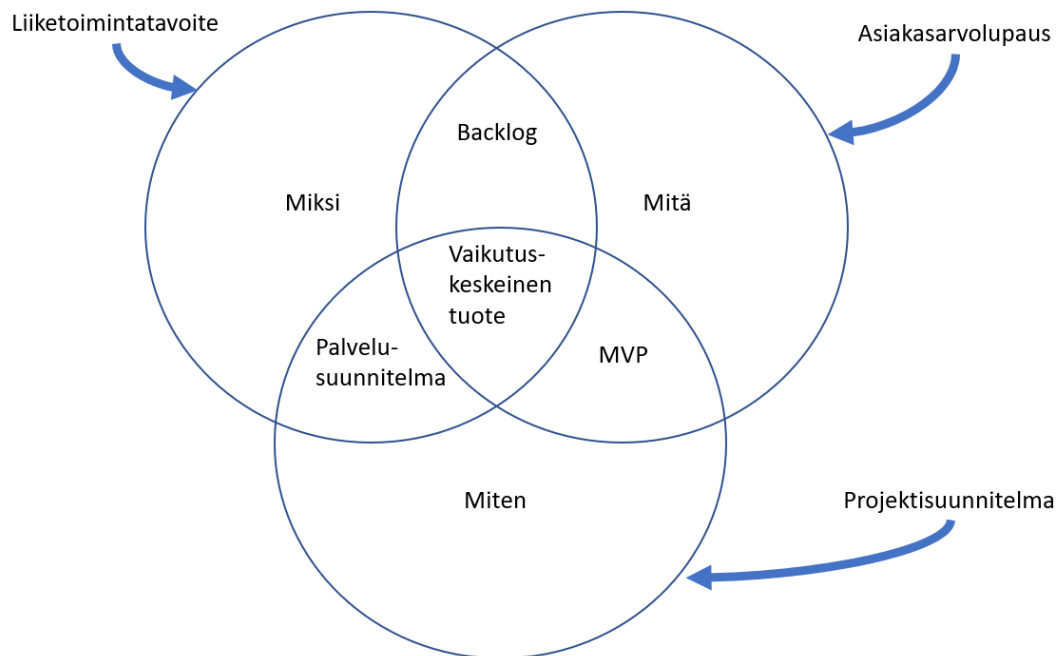 Liiketoimintatavoite
Asiakasarvolupaus
Backlog
Miksi
Mitä
Vaikutus-
keskeinen
tuote
Palvelu-
suunnitelma
MVP
Miten
Projektisuunnitelma